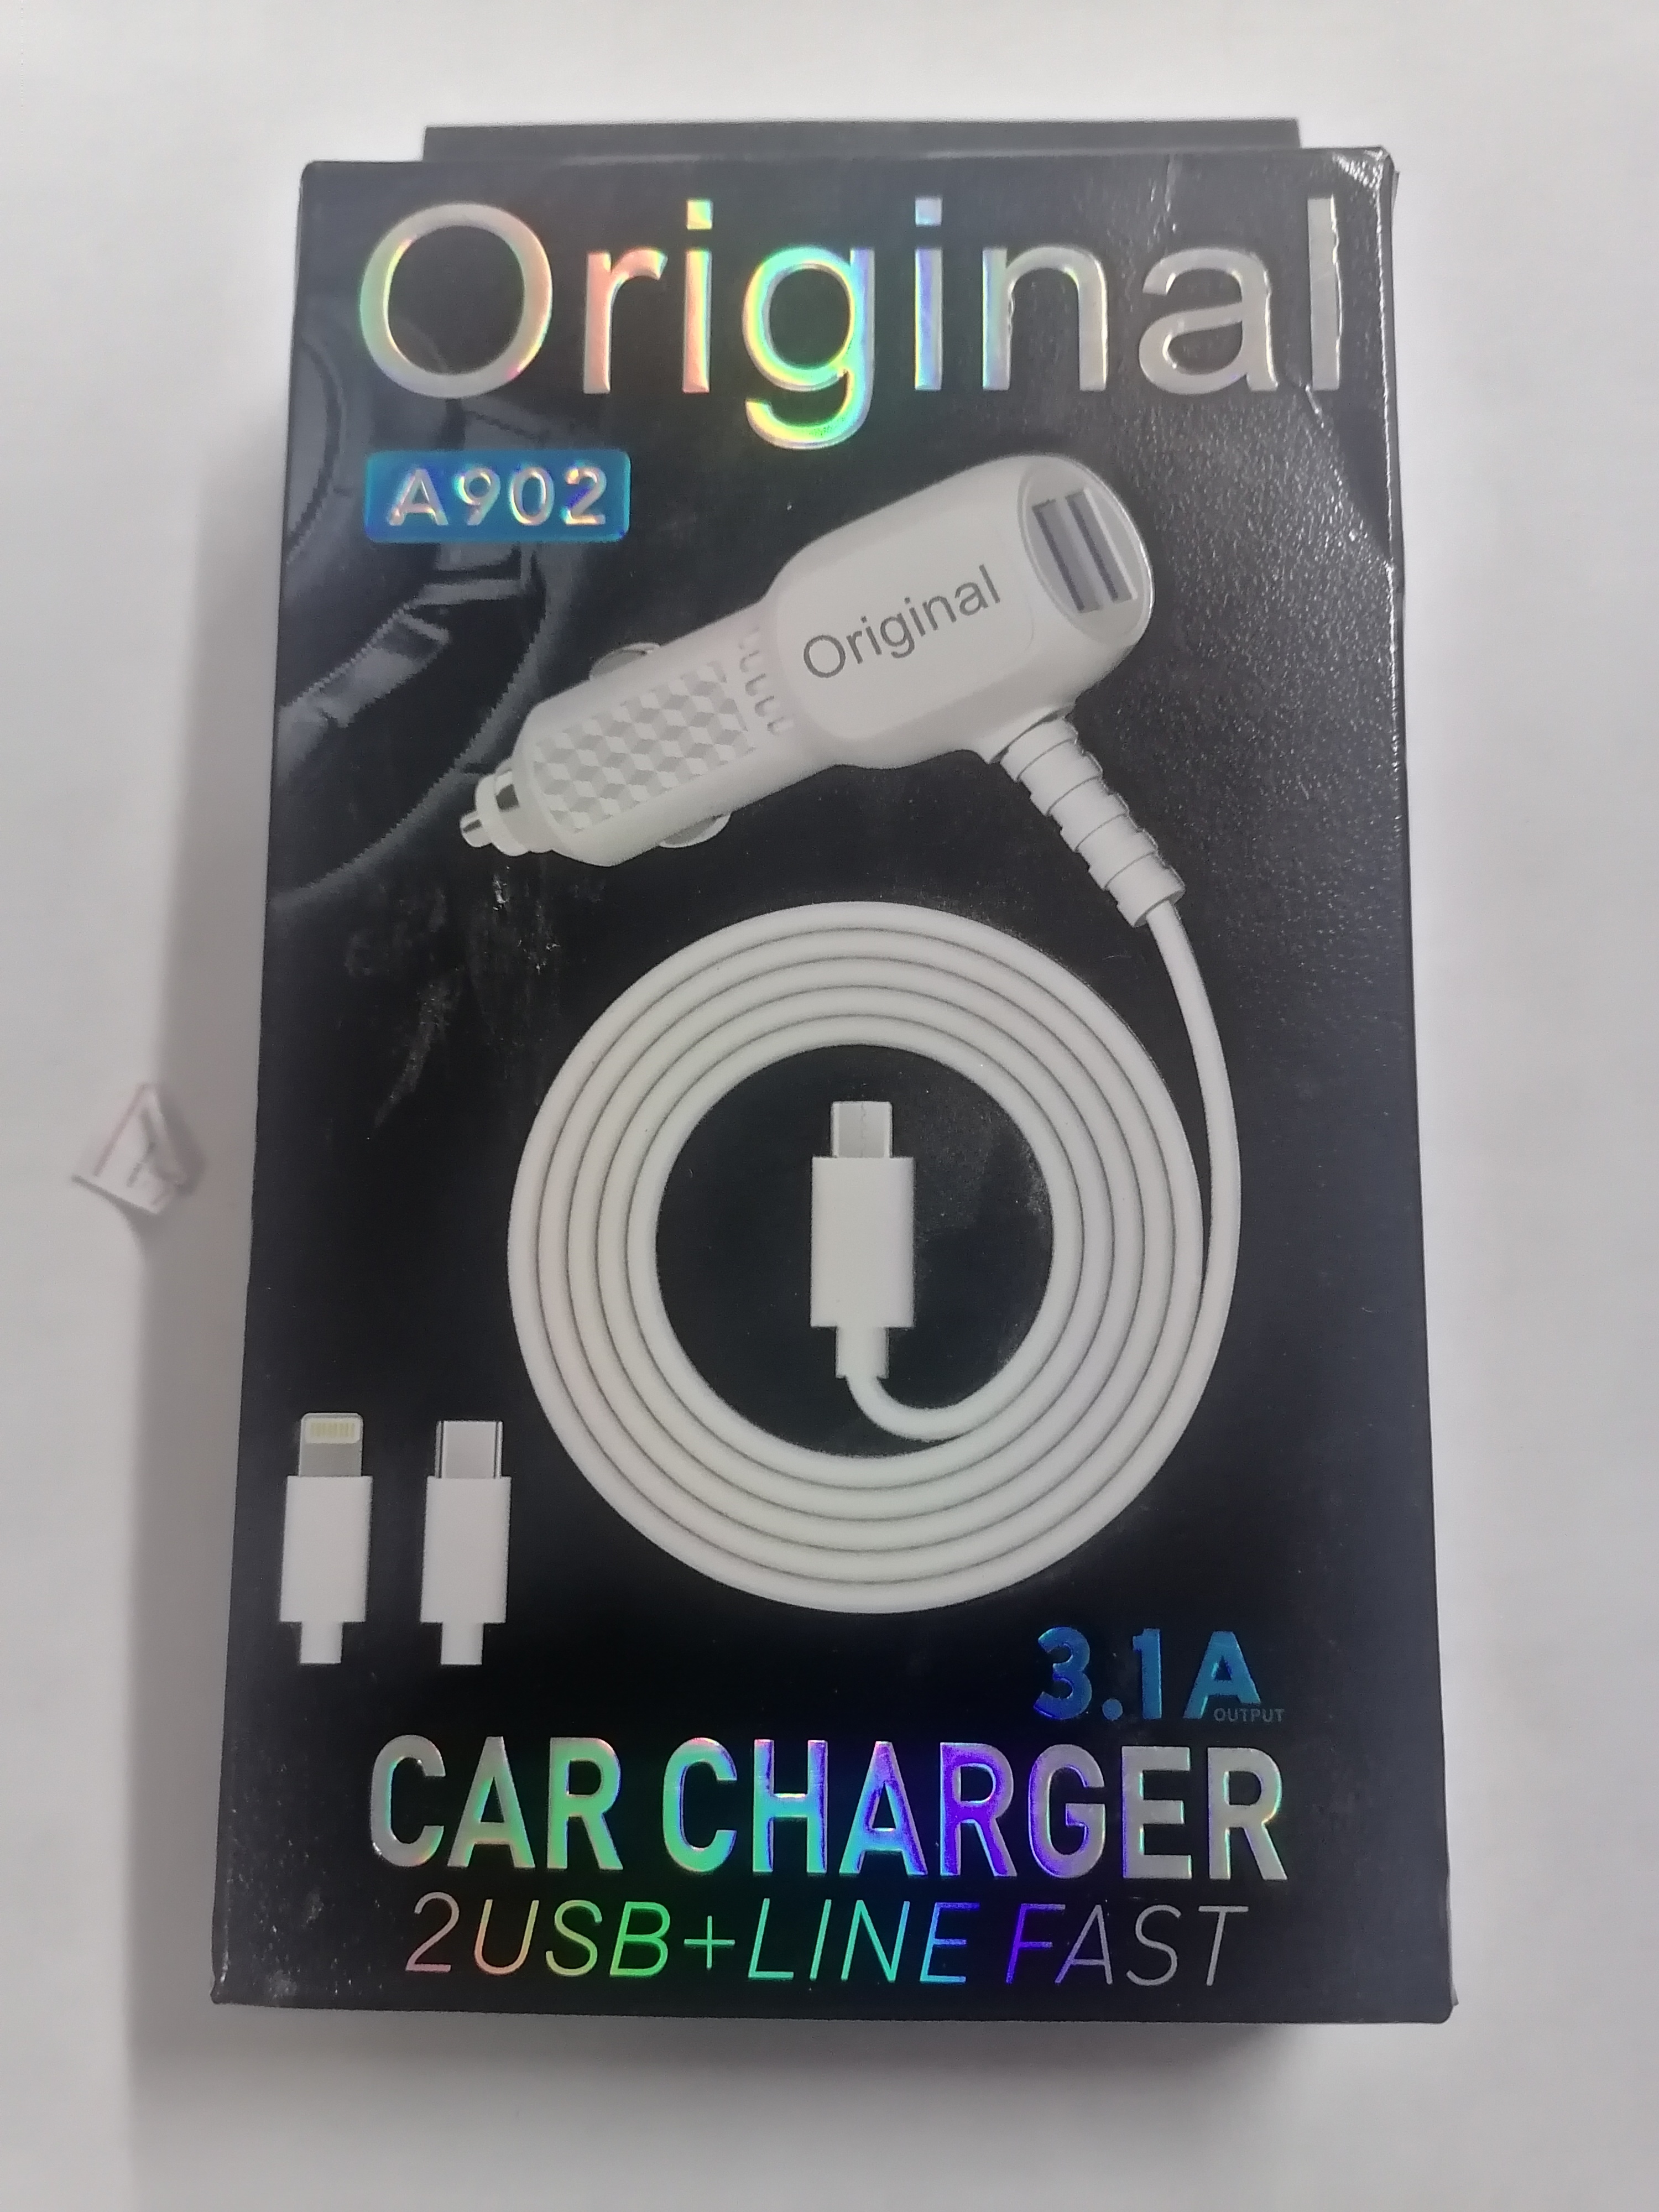 Original
A902
Original
3.1A
OUTPUT
CAR CHARGER
2USB+LINE FAST